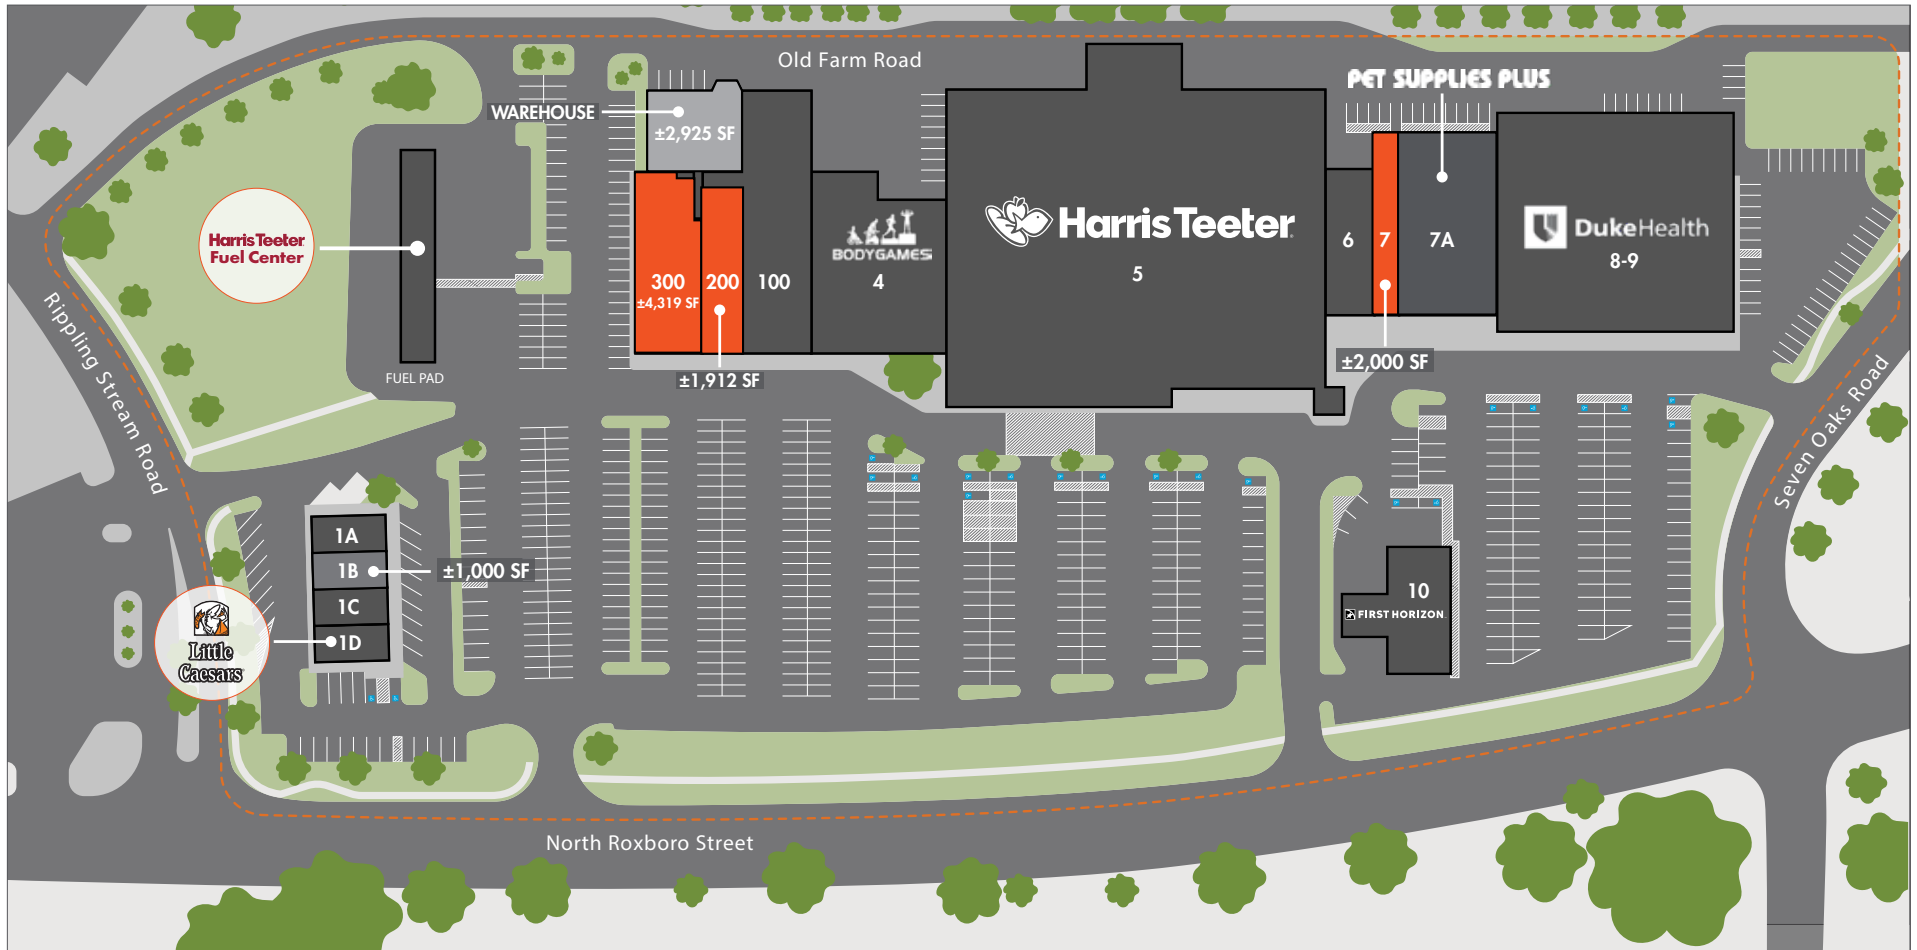 Old Farm Road
PET SUPPLIES PLUS
WAREHOUSE
±2,925 SF
Harris Teeter
Fuel Center
FUEL PAD
300
±4,319 SF
200
100
±1,912 SF
BODYGAMES
4
Harris Teeter
5
6
7
7A
±2,000 SF
DukeHealth
8-9
Rippling Stream Road
Seven Oaks Road
1A
1B
±1,000 SF
1C
1D
Little
Caesars
10
FIRST HORIZON
North Roxboro Street